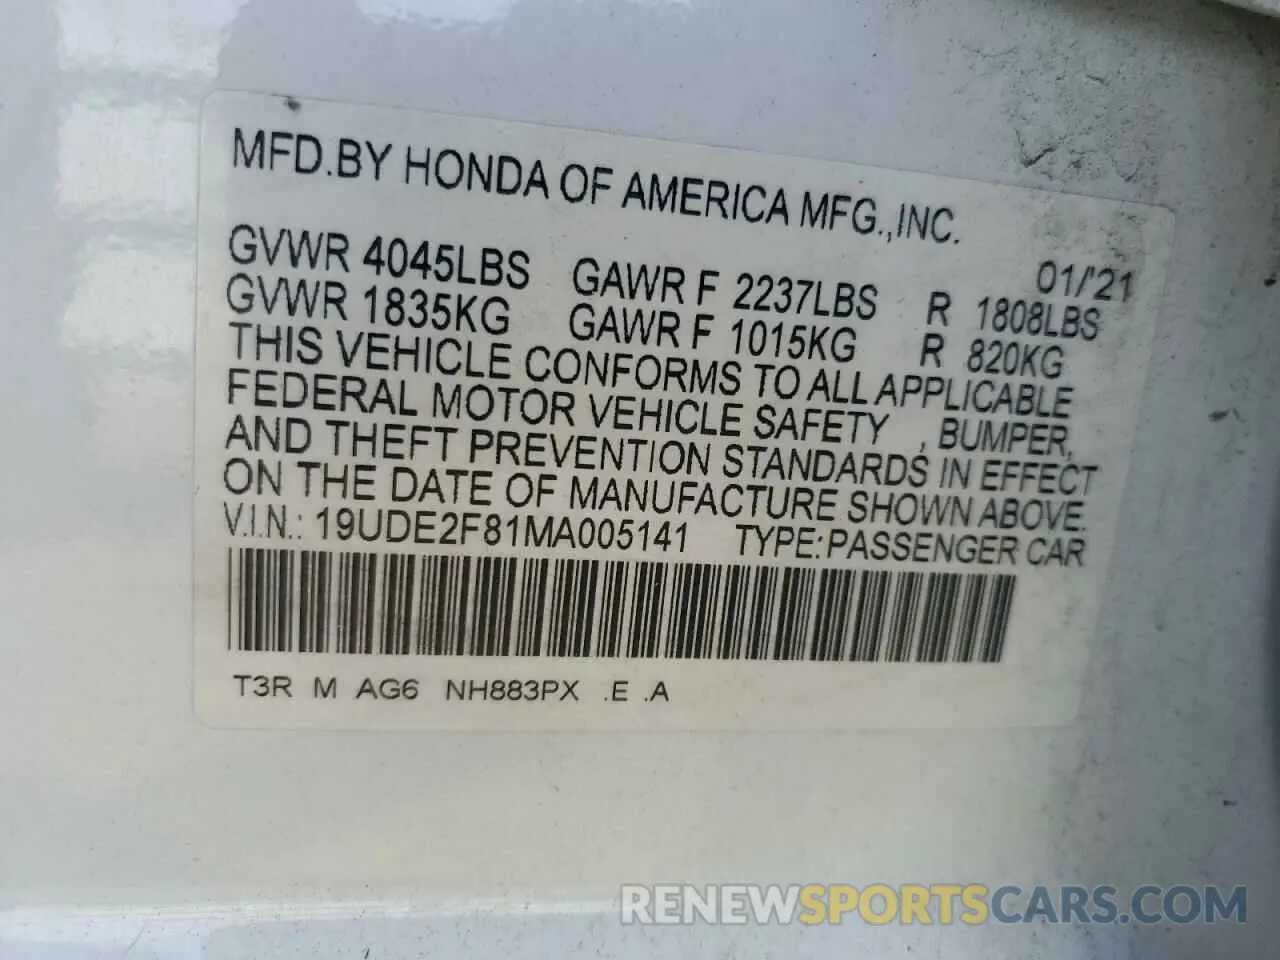 MFD.BY HONDA OF AMERICA MFG.,INC.
01/'21
GVWR 4045LBS GAWR F 2237LBS R 1808LBS
GVWR 1835KG GAWR F 1015KG R 820KG
THIS VEHICLE CONFORMS TO ALL APPLICABLE
FEDERAL MOTOR VEHICLE SAFETY , BUMPER,
AND THEFT PREVENTION STANDARDS IN EFFECT
ON THE DATE OF MANUFACTURE SHOWN ABOVE.
V.I.N.: 19UDE2F81MA005141 TYPE:PASSENGER CAR
T3R M AG6 NH883PX .E .A
RENEWSPORTSCARS.COM